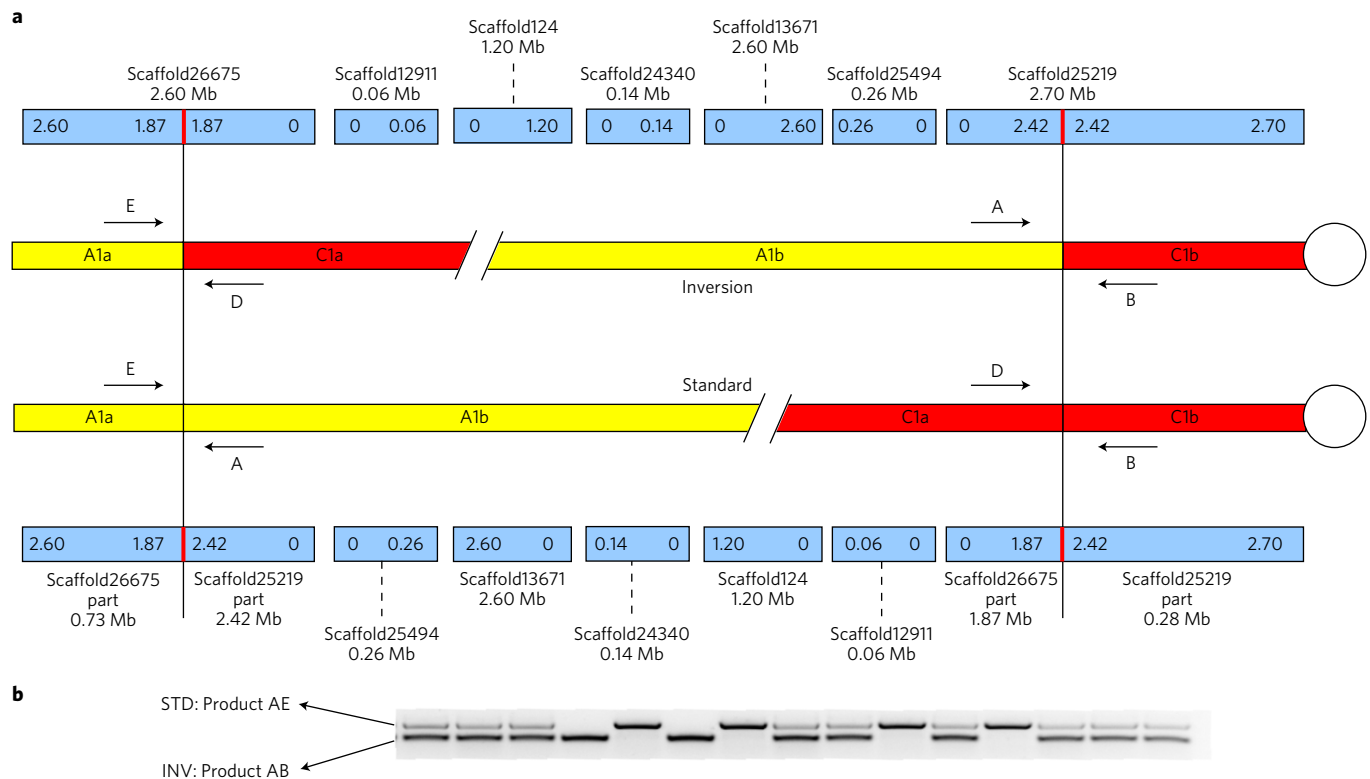 a
Scaffold124
1.20 Mb
Scaffold13671
2.60 Mb
Scaffold26675
2.60 Mb
Scaffold12911
0.06 Mb
Scaffold24340
0.14 Mb
Scaffold25494
0.26 Mb
Scaffold25219
2.70 Mb
2.60 1.87 1.87 0 0 0.06 0 1.20 0 0.14 0 2.60 0.26 0 0 2.42 2.42 2.70
E A
A1a C1a A1b C1b
D Inversion B
E Standard D
A1a A1b C1a C1b
A B
2.60 1.87 2.42 0 0 0.26 2.60 0 0.14 0 1.20 0 0.06 0 0 1.87 2.42 2.70
Scaffold26675
part
0.73 Mb
Scaffold25219
part
2.42 Mb
Scaffold25494
0.26 Mb
Scaffold13671
2.60 Mb
Scaffold24340
0.14 Mb
Scaffold124
1.20 Mb
Scaffold12911
0.06 Mb
Scaffold26675
part
1.87 Mb
Scaffold25219
part
0.28 Mb
b
STD: Product AE
INV: Product AB